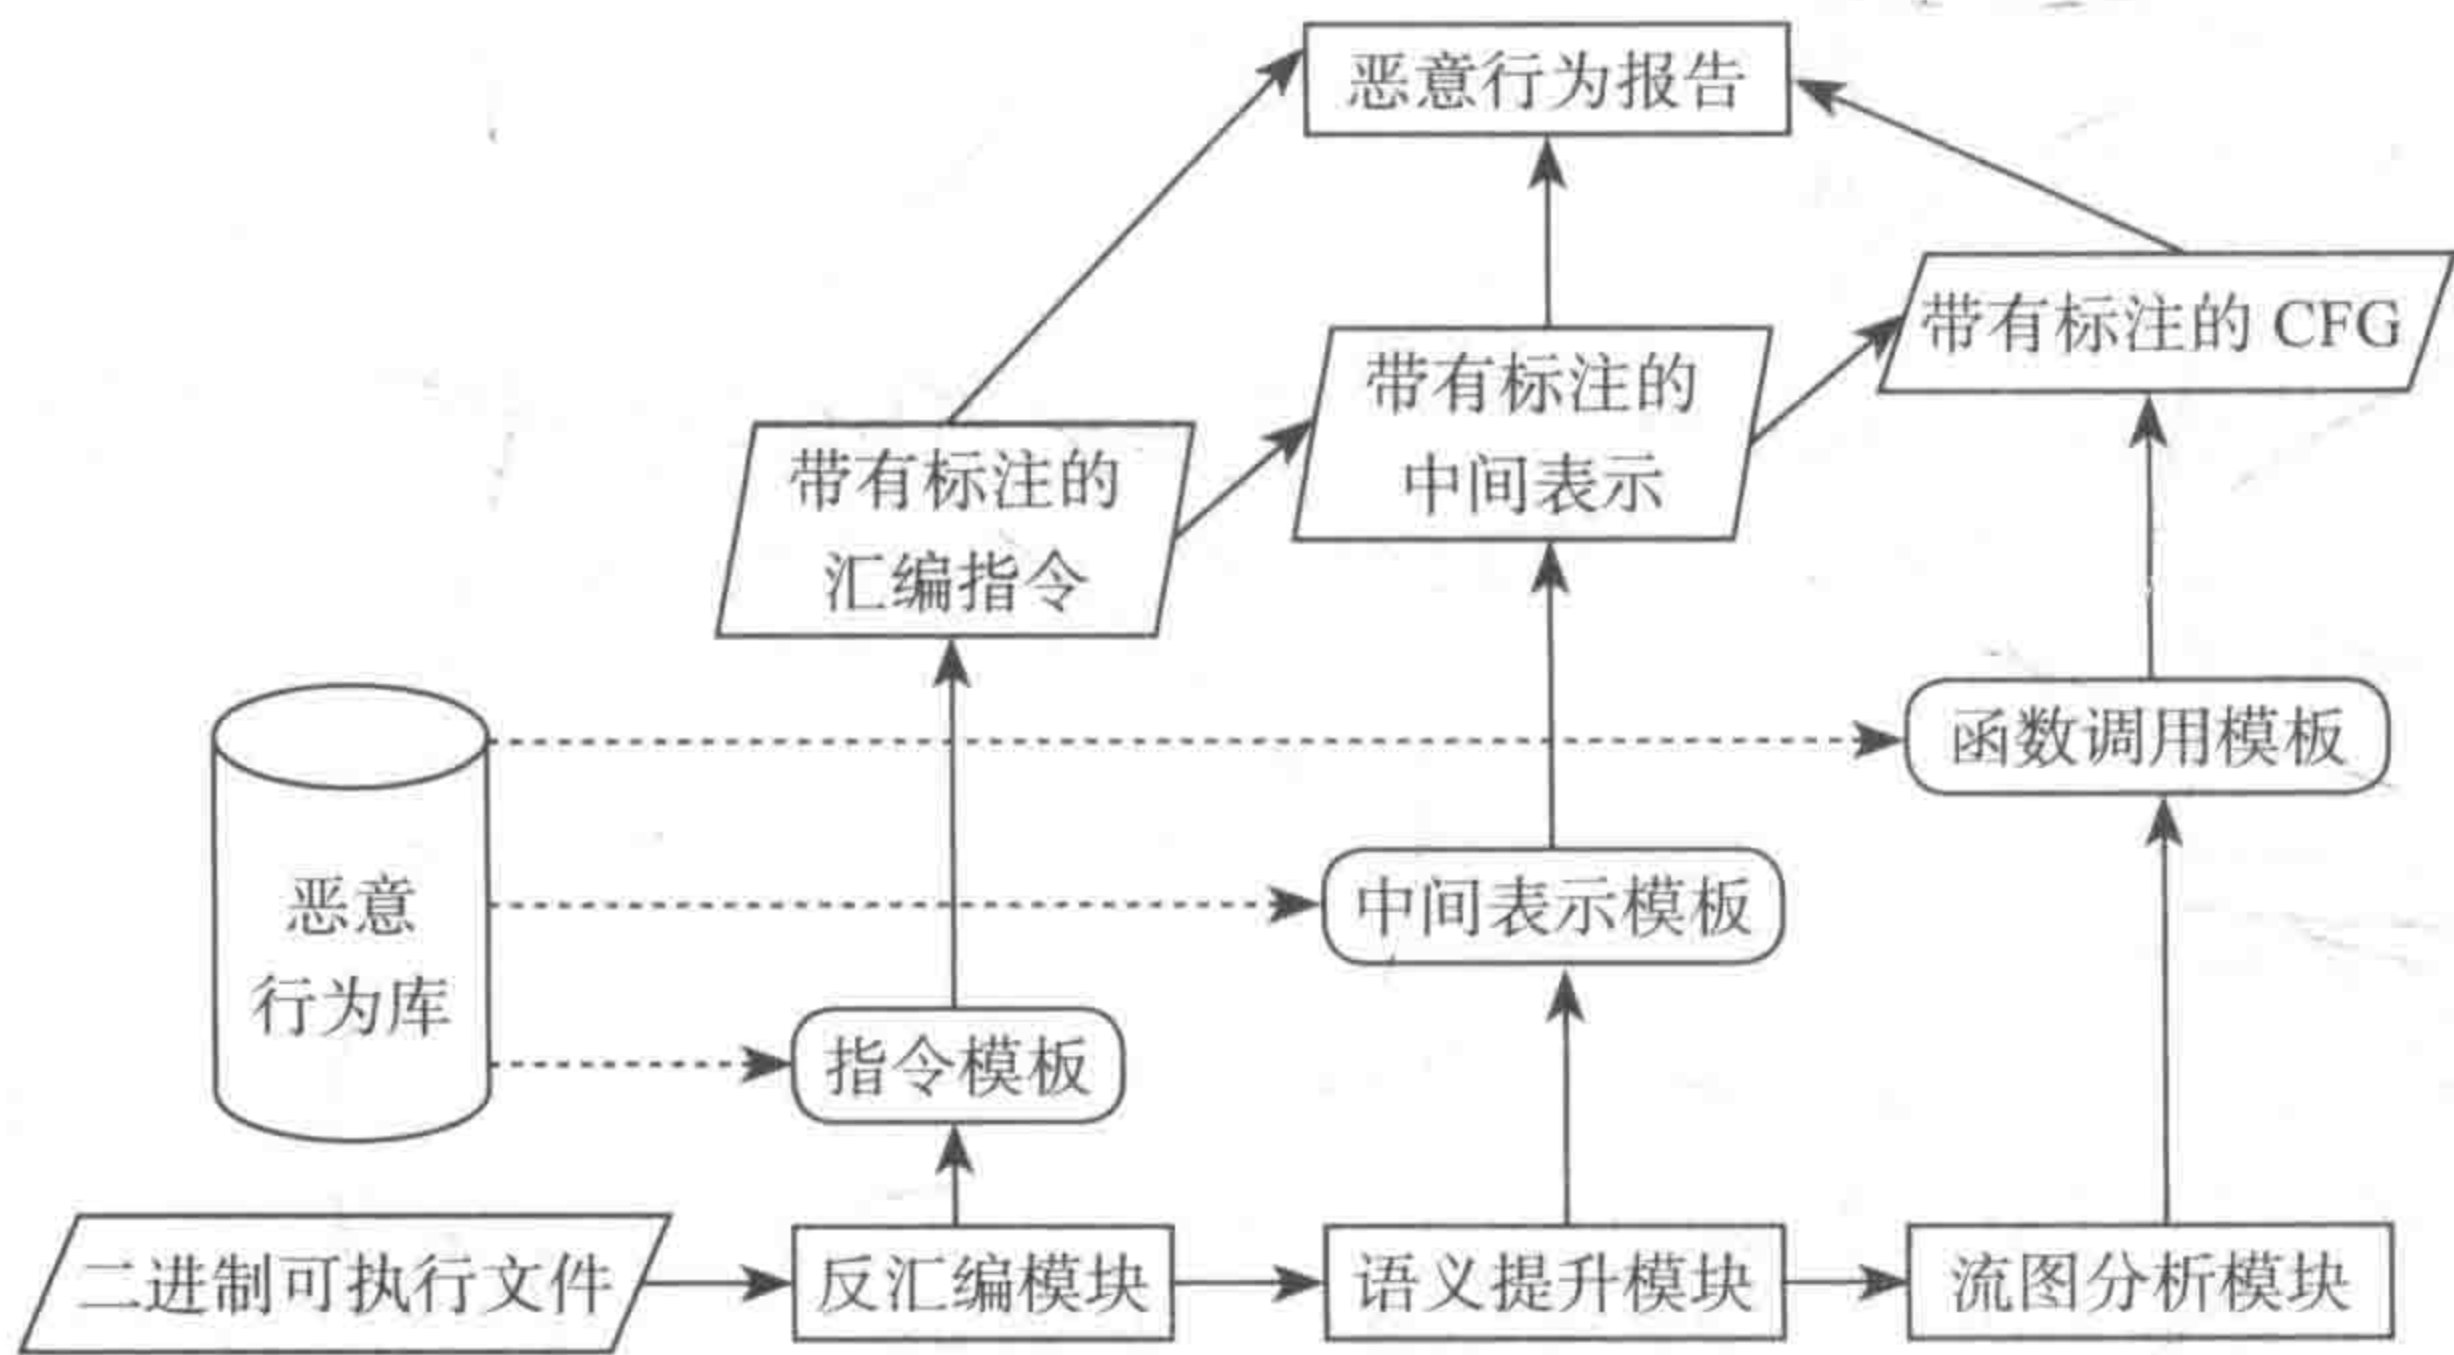 恶意行为报告
带有标注的 CFG
带有标注的
中间表示
带有标注的
汇编指令
函数调用模板
恶意
行为库
中间表示模板
指令模板
二进制可执行文件
反汇编模块
语义提升模块
流图分析模块